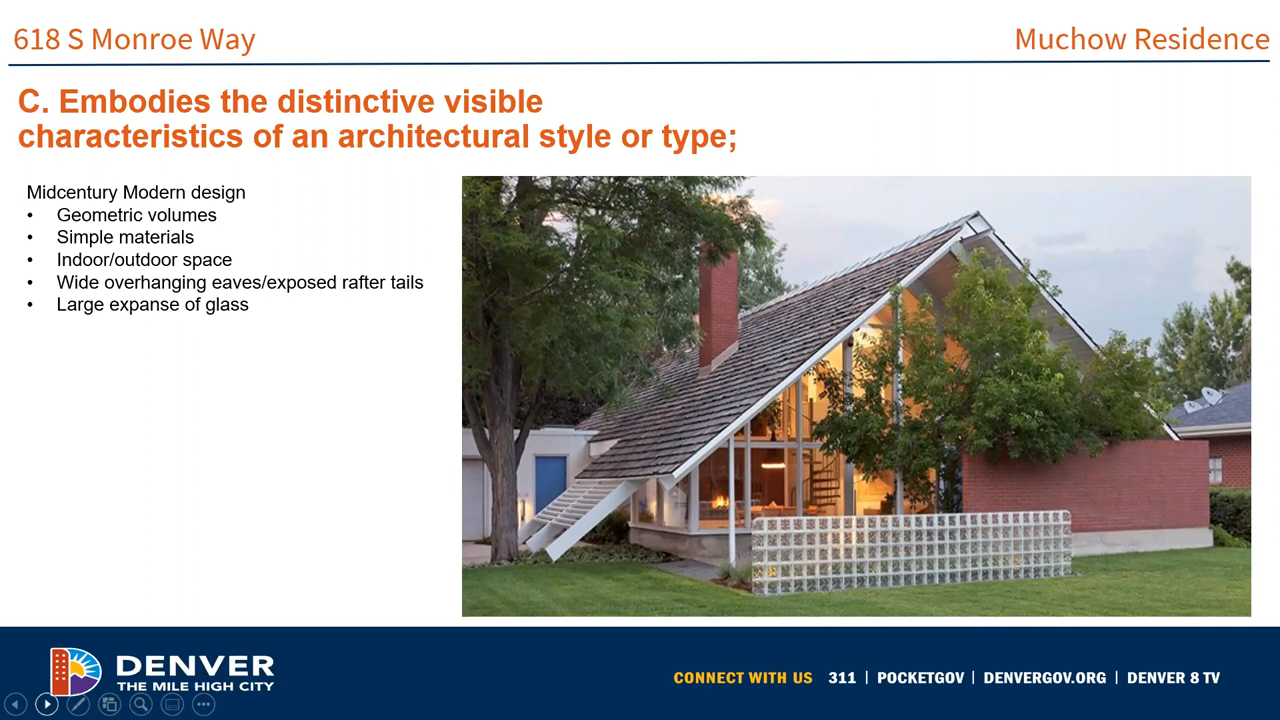 618 S Monroe Way
Muchow Residence
C. Embodies the distinctive visible
characteristics of an architectural style or type;
Midcentury Modern design
• Geometric volumes
• Simple materials
• Indoor/outdoor space
• Wide overhanging eaves/exposed rafter tails
• Large expanse of glass
DENVER
THE MILE HIGH CITY
CONNECT WITH US 311 | POCKETGOV | DENVERGOV.ORG | DENVER 8 TV